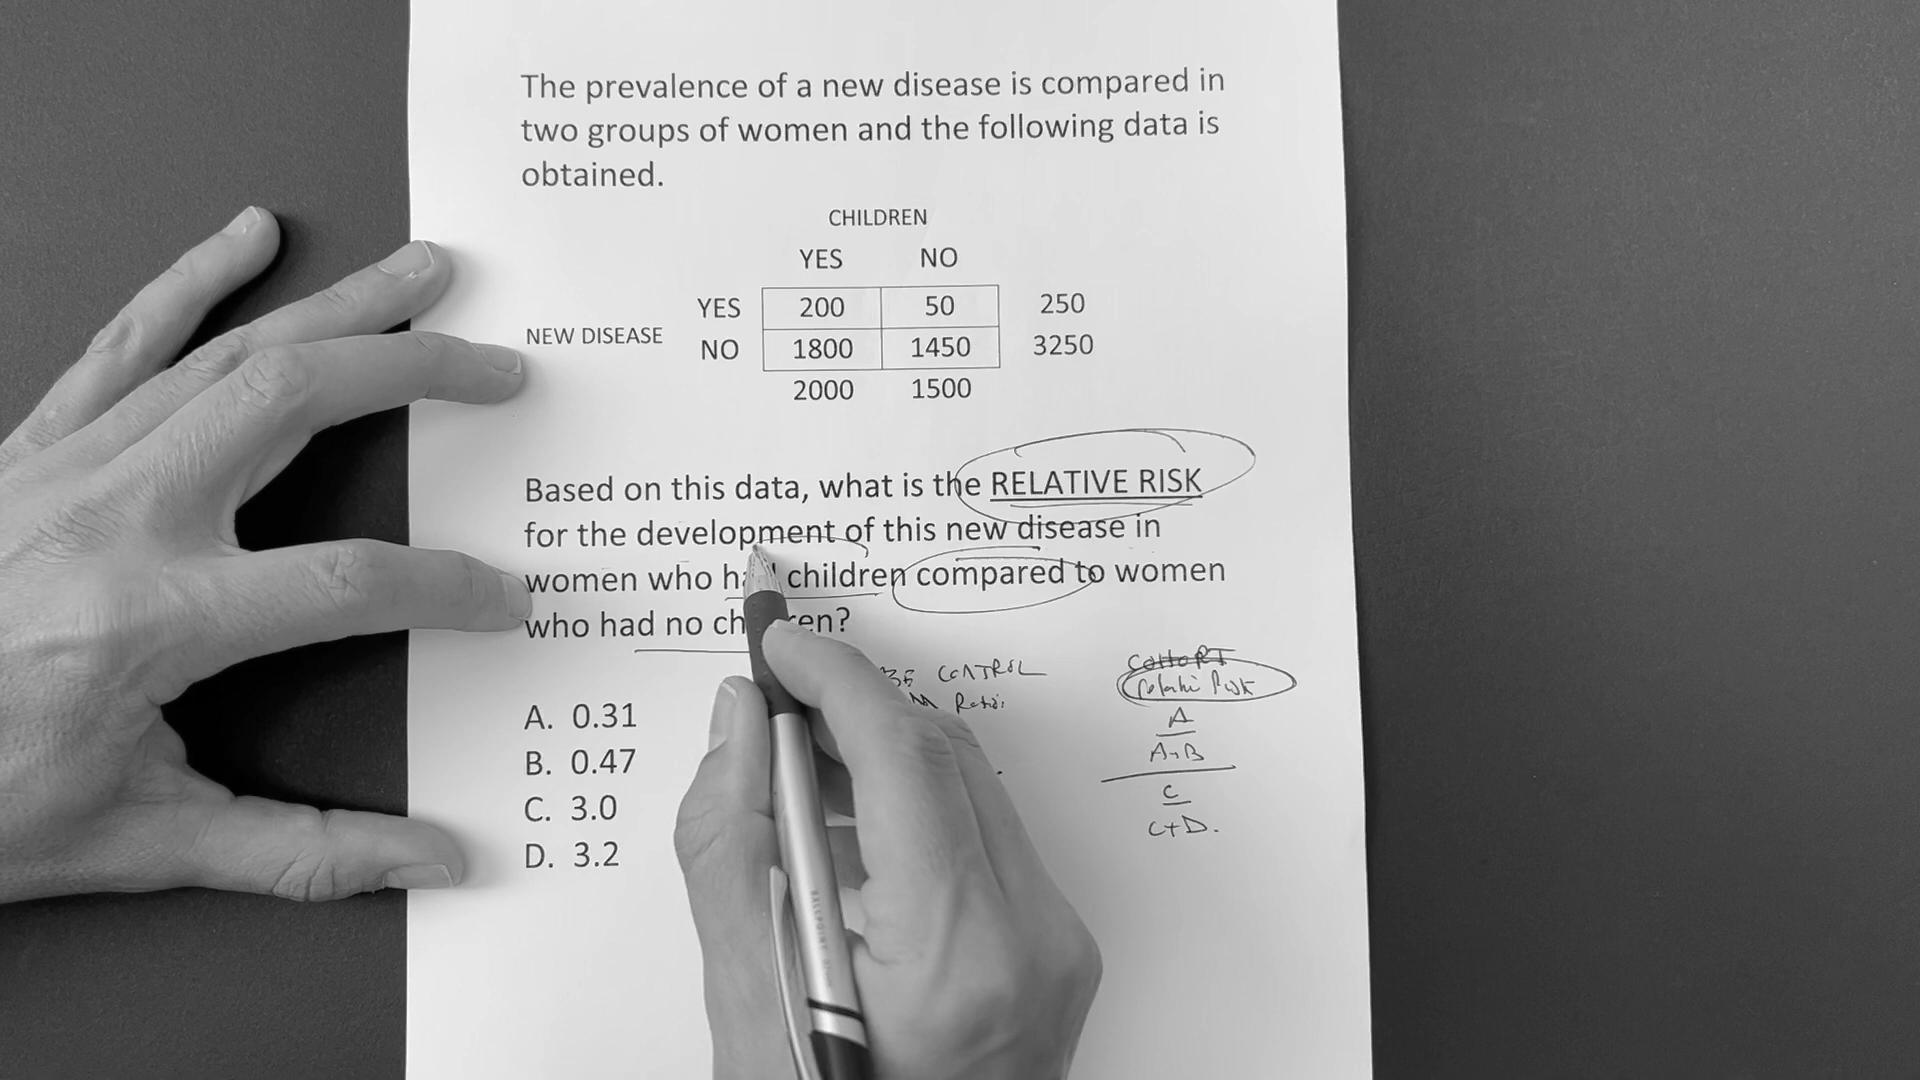 The prevalence of a new disease is compared in
two groups of women and the following data is
obtained.
CHILDREN
YES NO
YES 200 50 250
NEW DISEASE
NO 1800 1450 3250
2000 1500
Based on this data, what is the RELATIVE RISK
for the development of this new disease in
women who children compared to women
who had no
A. 0.31
B. 0.47
C. 3.0
D. 3.2
CONTROL
COHORT
Relative Risk
A
A+B
C
C+D.